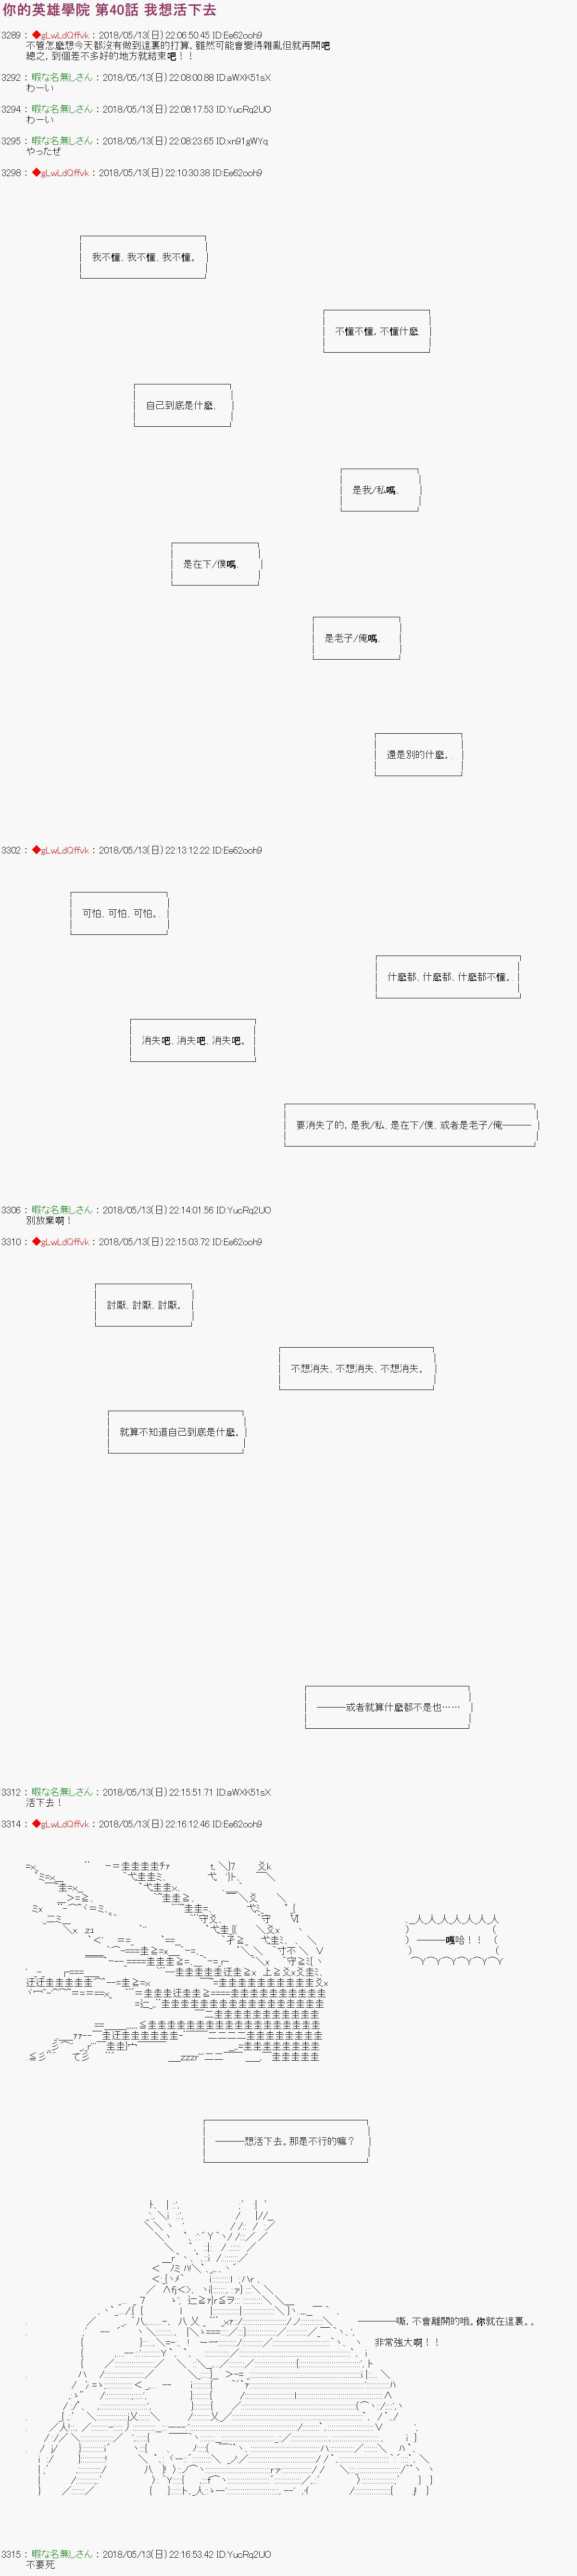 你的英雄學院 第40話 我想活下去
3289 : ◆gLwLdQffvk : 2018/05/13(日) 22:06:50.45 ID:Ee62ooh9
不管怎麼想今天都沒有做到這裏的打算, 雖然可能會變得雜亂但就再開吧
總之, 到個差不多好的地方就結束吧！！
3292 : 暇な名無しさん : 2018/05/13(日) 22:08:00.88 ID:aWXK51sX
わーい
3294 : 暇な名無しさん : 2018/05/13(日) 22:08:17.53 ID:YucRq2UO
わーい
3295 : 暇な名無しさん : 2018/05/13(日) 22:08:23.65 ID:xn91gWYq
やったぜ
3298 : ◆gLwLdQffvk : 2018/05/13(日) 22:10:30.38 ID:Ee62ooh9
我不懂、我不懂、我不懂。
不懂不懂, 不懂什麼
自己到底是什麼、
是我/私嗎、
是在下/僕嗎、
是老子/俺嗎、
還是別的什麼。.
3302 : ◆gLwLdQffvk : 2018/05/13(日) 22:13:12.22 ID:Ee62ooh9
可怕、可怕、可怕。.
什麼都、什麼都、什麼都不懂。.
消失吧、消失吧、消失吧。
要消失了的, 是我/私、是在下/僕、或者是老子/俺―――
3306 : 暇な名無しさん : 2018/05/13(日) 22:14:01.56 ID:YucRq2UO
別放棄啊！
3310 : ◆gLwLdQffvk : 2018/05/13(日) 22:15:03.72 ID:Ee62ooh9
討厭、討厭、討厭。.
不想消失、不想消失、不想消失。
就算不知道自己到底是什麼。
―――或者就算什麼都不是也……
3312 : 暇な名無しさん : 2018/05/13(日) 22:15:51.71 ID:aWXK51sX
活下去！
3314 : ◆gLwLdQffvk : 2018/05/13(日) 22:16:12.46 ID:Ee62ooh9
―――嘎哈！！
―――想活下去。那是不行的嘛？
――――嘶, 不會離開的哦。你就在這裏。。
非常強大啊！！
3315 : 暇な名無しさん : 2018/05/13(日) 22:16:53.42 ID:YucRq2UO
不要死